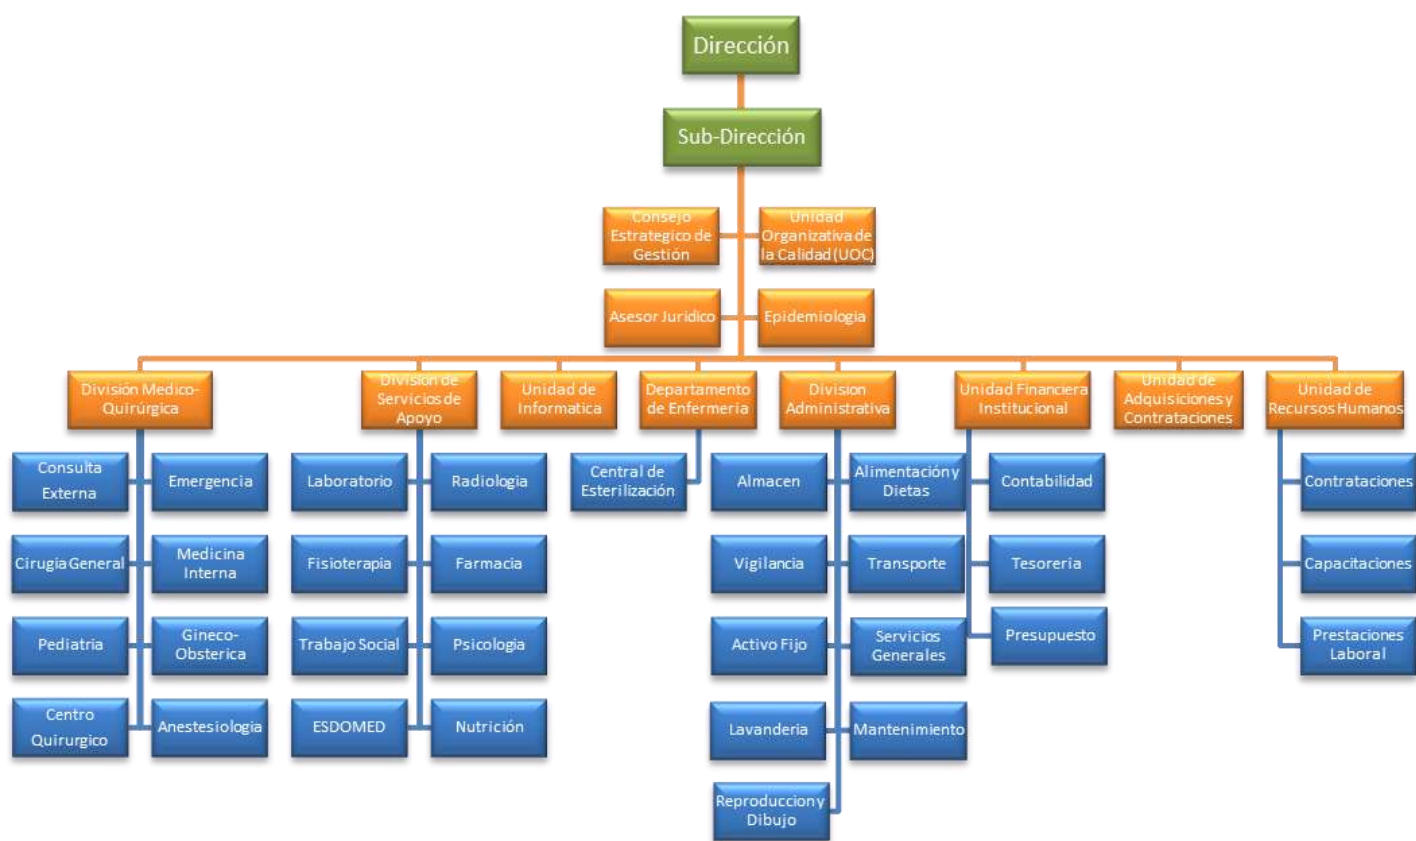 Dirección
Sub-Dirección
Consejo
Estrategico de
Gestión
Unidad
Organizativa de
la Calidad (UOC)
Asesor Juridico
Epidemiologia
División Medico-
Quirúrgica
Division de
Servicios de
Apoyo
Unidad de
Informatica
Departamento
de Enfermeria
Division
Administrativa
Unidad Financiera
Institucional
Unidad de
Adquisiciones y
Contrataciones
Unidad de
Recursos Humanos
Consulta
Externa
Emergencia
Cirugia General
Medicina
Interna
Pediatria
Gineco-
Obsterica
Centro
Quirurgico
Anestesiologia
Laboratorio
Radiologia
Fisioterapia
Farmacia
Trabajo Social
Psicologia
ESDOMED
Nutrición
Central de
Esterilización
Almacen
Alimentación y
Dietas
Vigilancia
Transporte
Activo Fijo
Servicios
Generales
Lavanderia
Mantenimiento
Reproduccion y
Dibujo
Contabilidad
Tesoreria
Presupuesto
Contrataciones
Capacitaciones
Prestaciones
Laboral